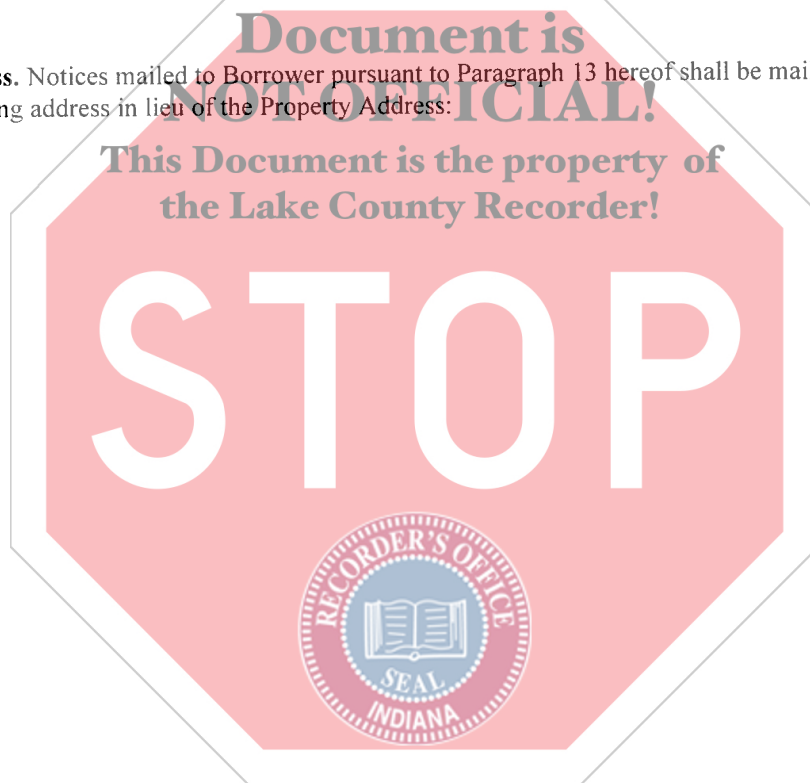 Document is
ss. Notices mailed to Borrower pursuant to Paragraph 13 hereof shall be mai
NOT OFFICIAL!
ng address in lieu of the Property Address:
This Document is the property of
the Lake County Recorder!
STOP
RECORDER'S OFFICE
SEAL
INDIANA